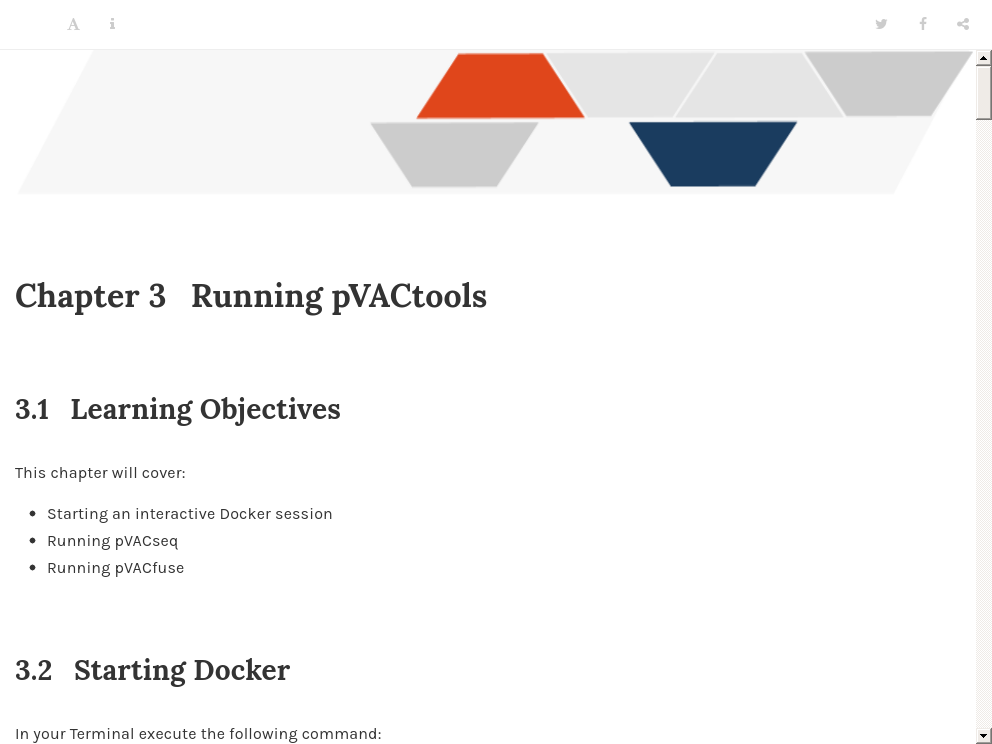 Chapter 3 Running pVACtools
3.1 Learning Objectives
This chapter will cover:
Starting an interactive Docker session
Running pVACseq
Running pVACfuse
3.2 Starting Docker
In your Terminal execute the following command: